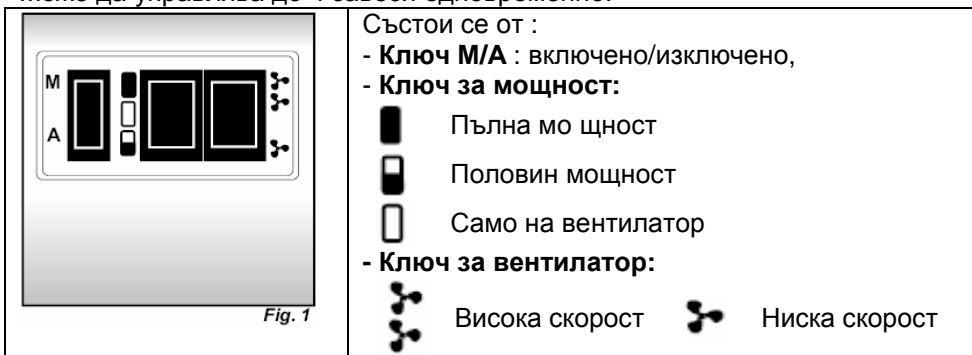 Състои се от :
- Ключ М/А : включено/изключено,
- Ключ за мощност:
Пълна мо щност
Половин мощност
Само на вентилатор
- Ключ за вентилатор:
Висока скорост Ниска скорост
M
A
Fig. 1